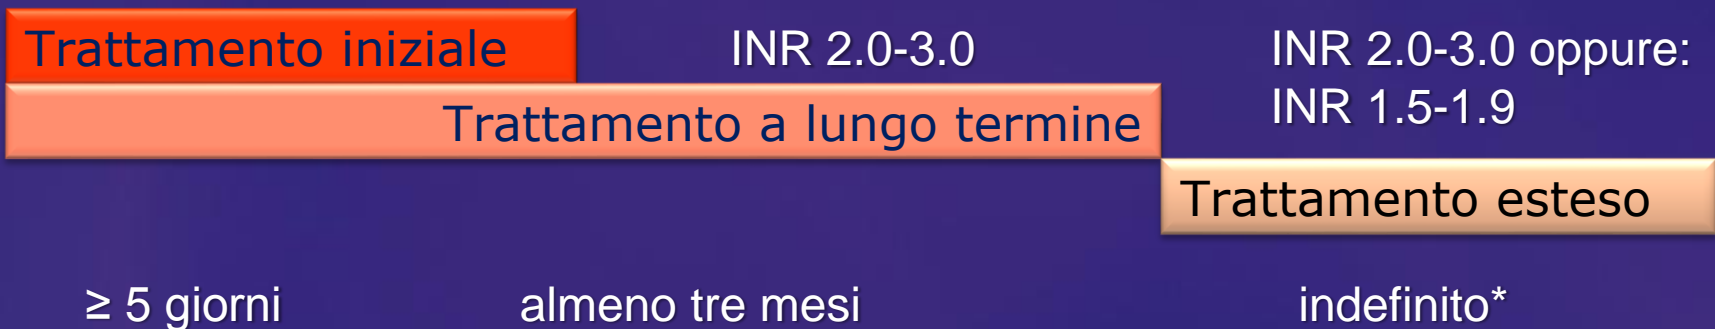 Trattamento iniziale
INR 2.0-3.0
INR 2.0-3.0 oppure:
INR 1.5-1.9
Trattamento a lungo termine
Trattamento esteso
≥ 5 giorni
almeno tre mesi
indefinito*